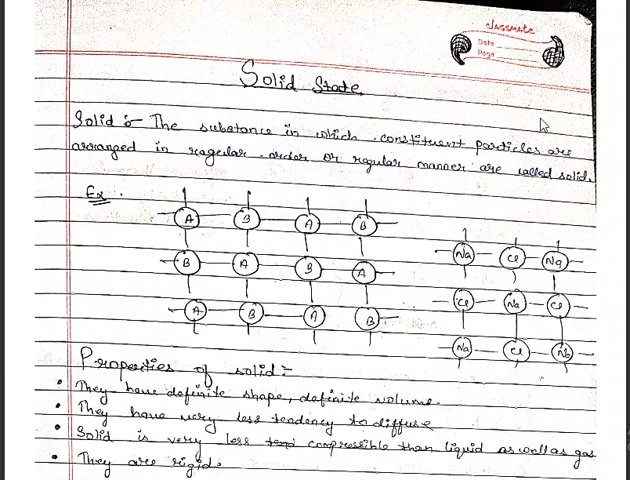 classmate
Date
Page
Solid State
Solid :- The substance in which constituent particles are
arranged in ragular order or regular manner are called solid.
Ex
A B A B
B A B A
A B A B
Na Cl Na
Cl Na Cl
Na Cl Na
Properties of solid :-
• They have definite shape, definite volume.
• They have very less tendency to diffuse
• Solid is very less tend compressible than liquid as well as gas
• They are rigid.